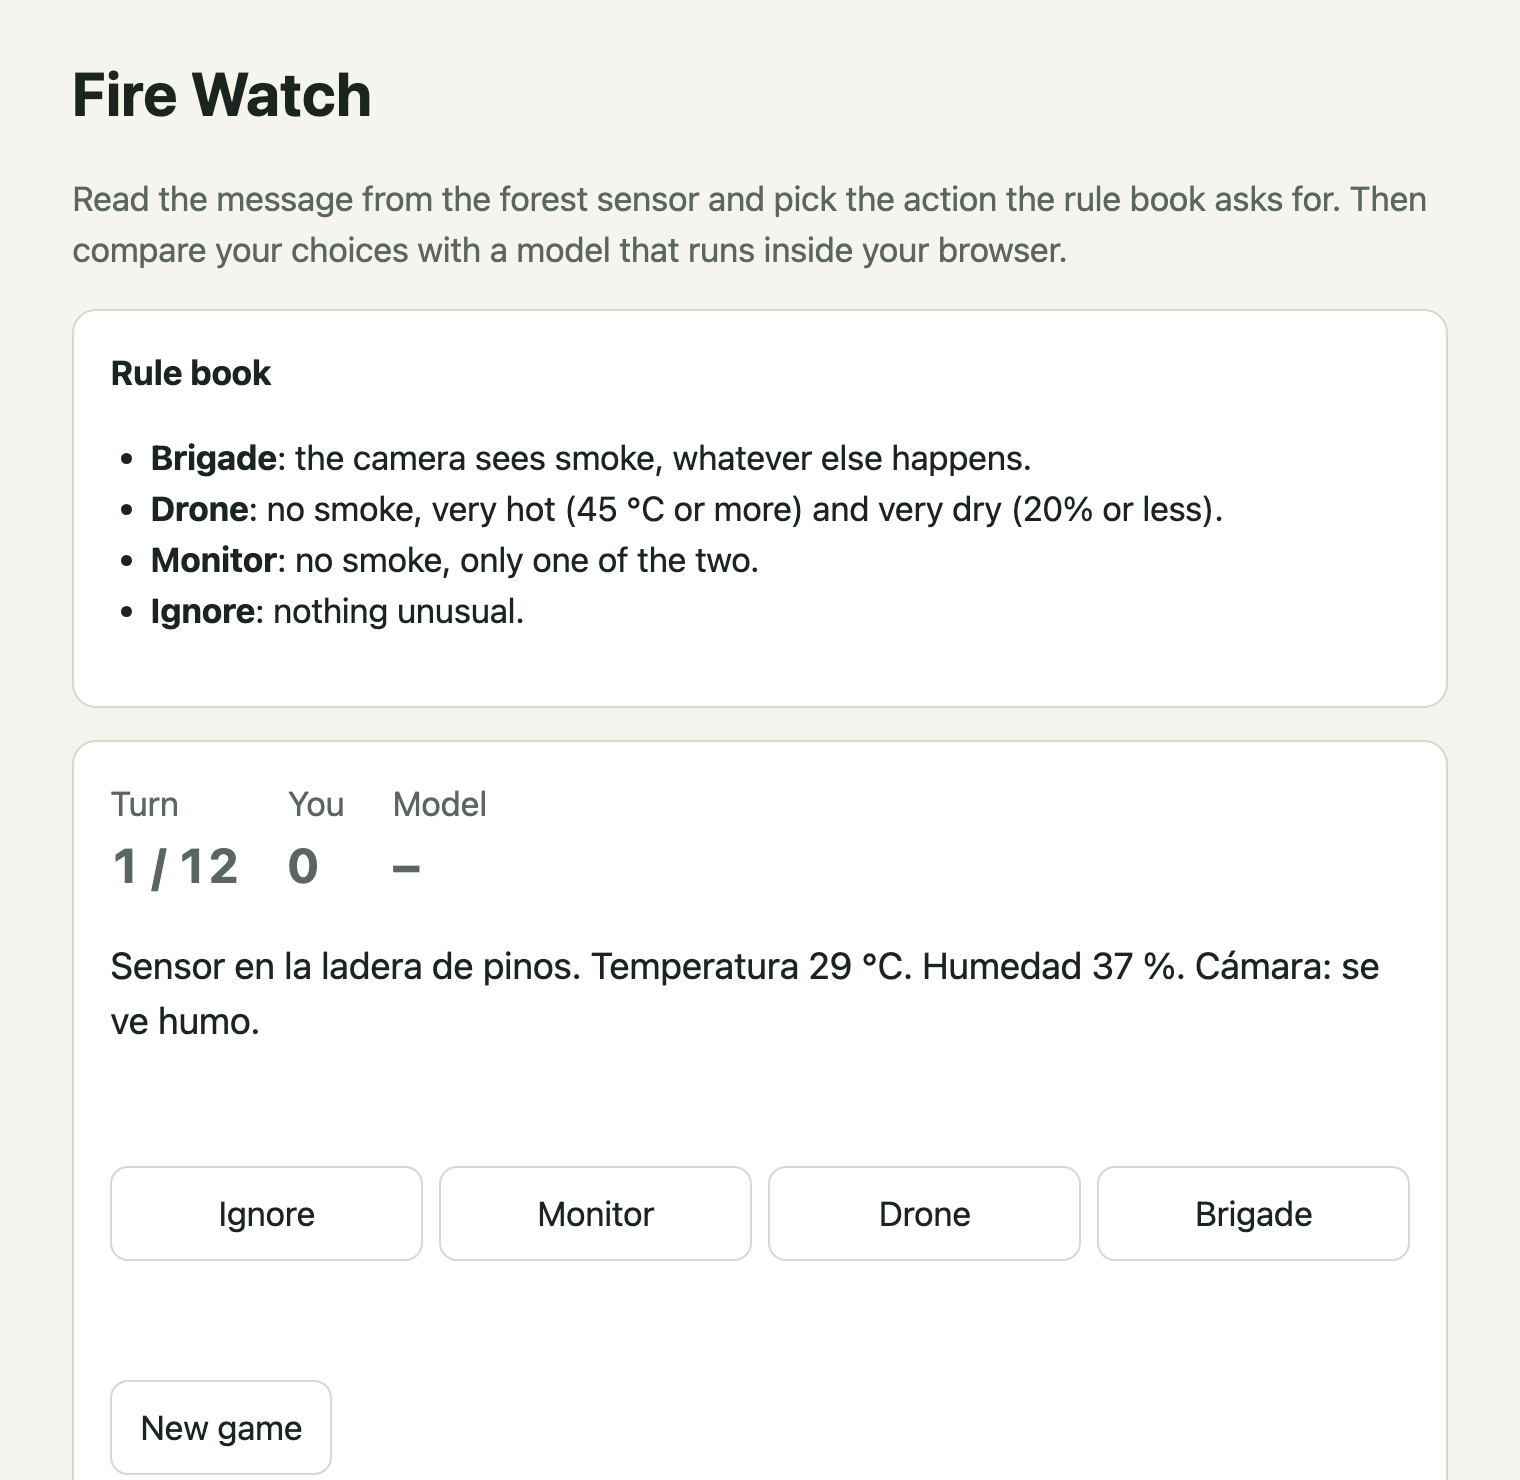 Fire Watch
Read the message from the forest sensor and pick the action the rule book asks for. Then
compare your choices with a model that runs inside your browser.
Rule book
• Brigade: the camera sees smoke, whatever else happens.
• Drone: no smoke, very hot (45 °C or more) and very dry (20% or less).
• Monitor: no smoke, only one of the two.
• Ignore: nothing unusual.
Turn You Model
1 / 12 0 –
Sensor en la ladera de pinos. Temperatura 29 °C. Humedad 37 %. Cámara: se
ve humo.
Ignore Monitor Drone Brigade
New game